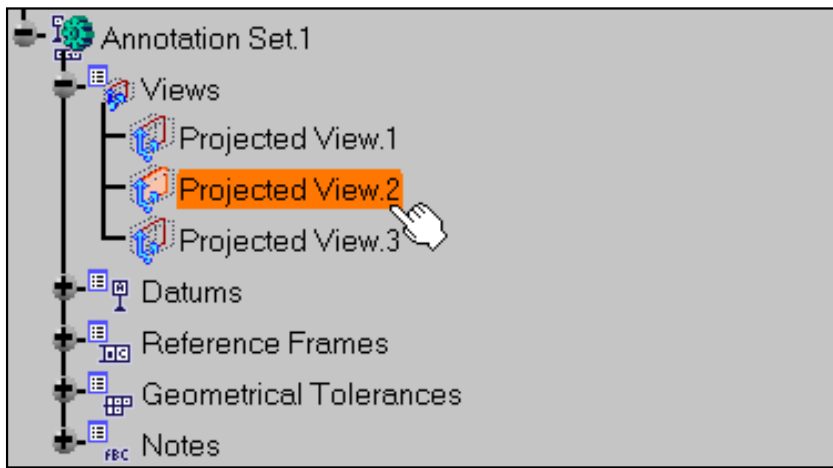 Annotation Set.1
Views
Projected View.1
Projected View.2
Projected View.3
Datums
Reference Frames
Geometrical Tolerances
Notes